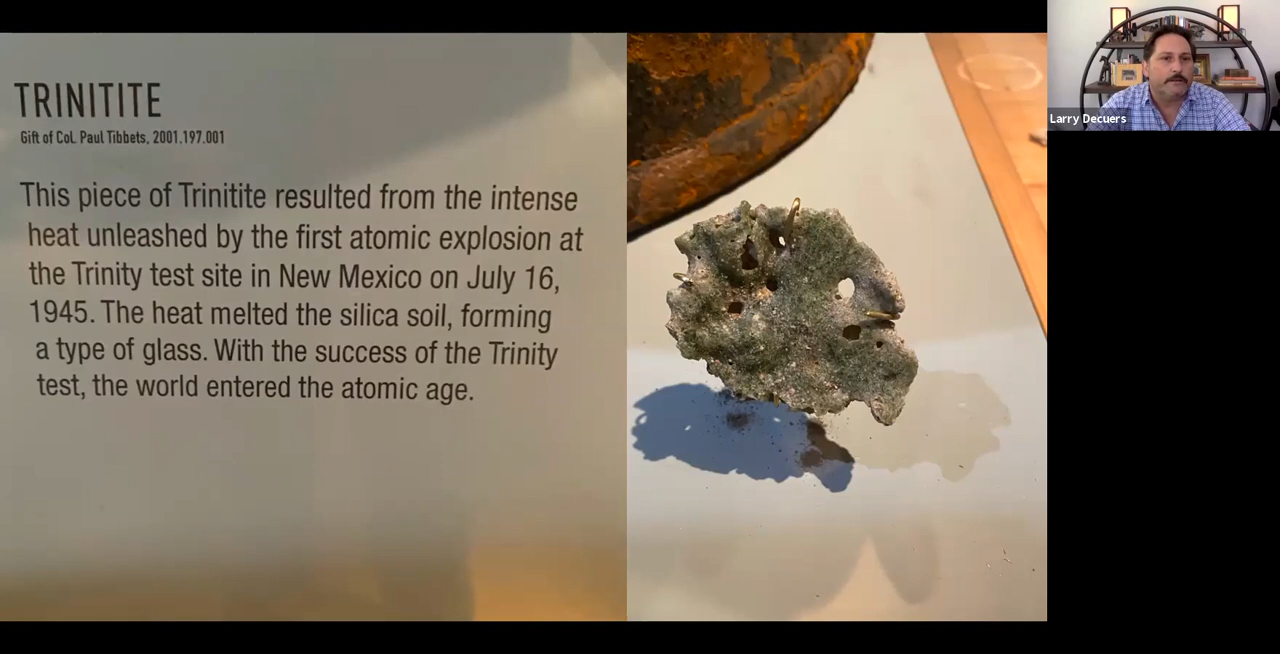 TRINITITE
Gift of Col. Paul Tibbets, 2001.197.001
This piece of Trinitite resulted from the intense
heat unleashed by the first atomic explosion at
the Trinity test site in New Mexico on July 16,
1945. The heat melted the silica soil, forming
a type of glass. With the success of the Trinity
test, the world entered the atomic age.
Larry Decuers